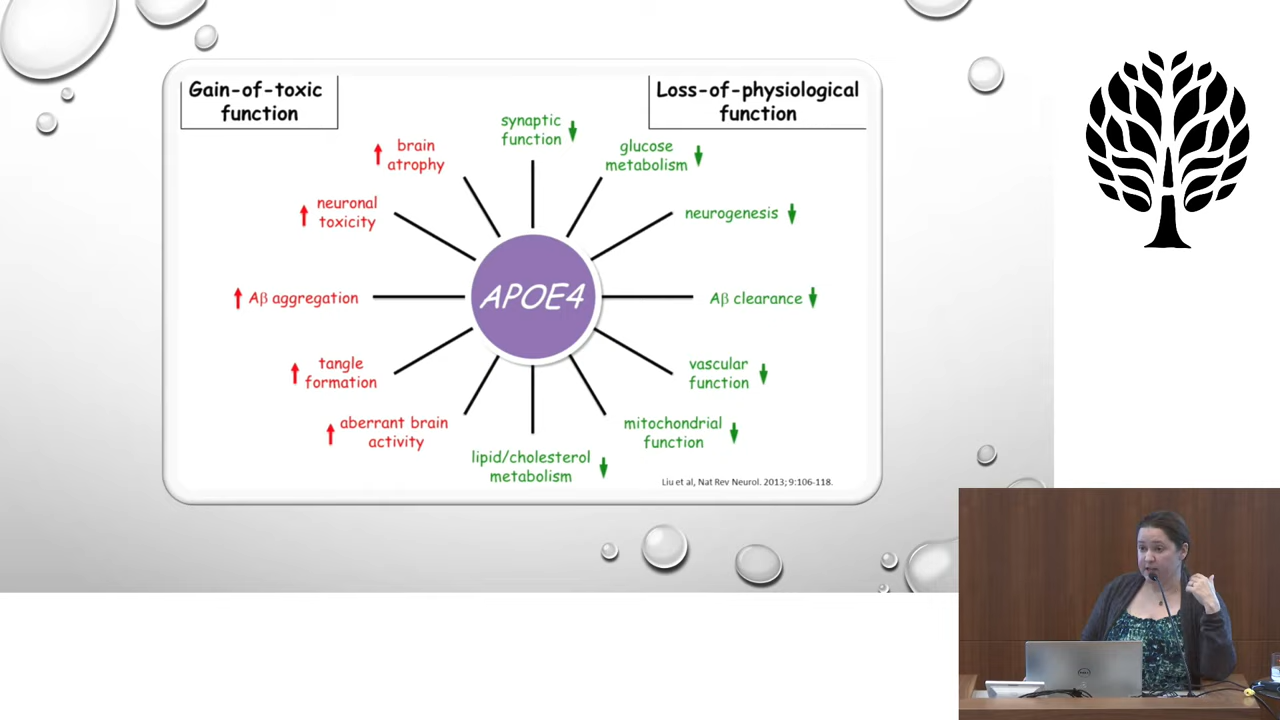 Gain-of-toxic
function
Loss-of-physiological
function
synaptic
function
brain
atrophy
glucose
metabolism
neuronal
toxicity
neurogenesis
Aβ aggregation
APOE4
Aβ clearance
tangle
formation
vascular
function
aberrant brain
activity
mitochondrial
function
lipid/cholesterol
metabolism
Liu et al, Nat Rev Neurol. 2013; 9:106-118.
DELL